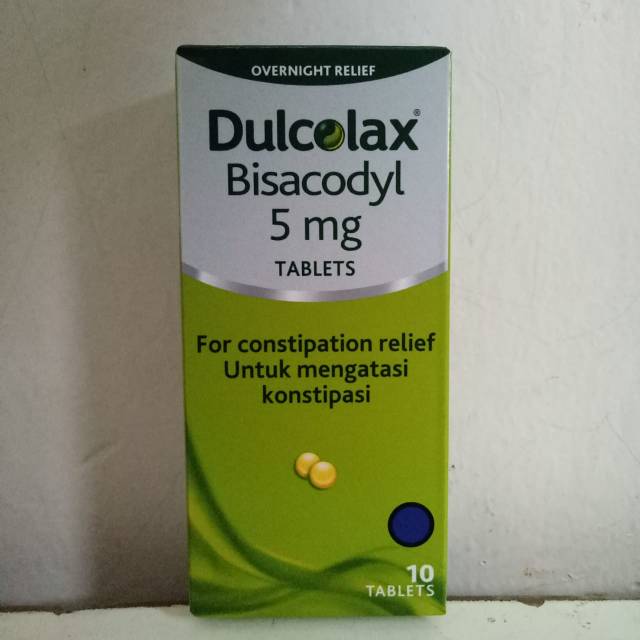 OVERNIGHT RELIEF
Dulcolax®
Bisacodyl
5 mg
TABLETS
For constipation relief
Untuk mengatasi
konstipasi
10
TABLETS